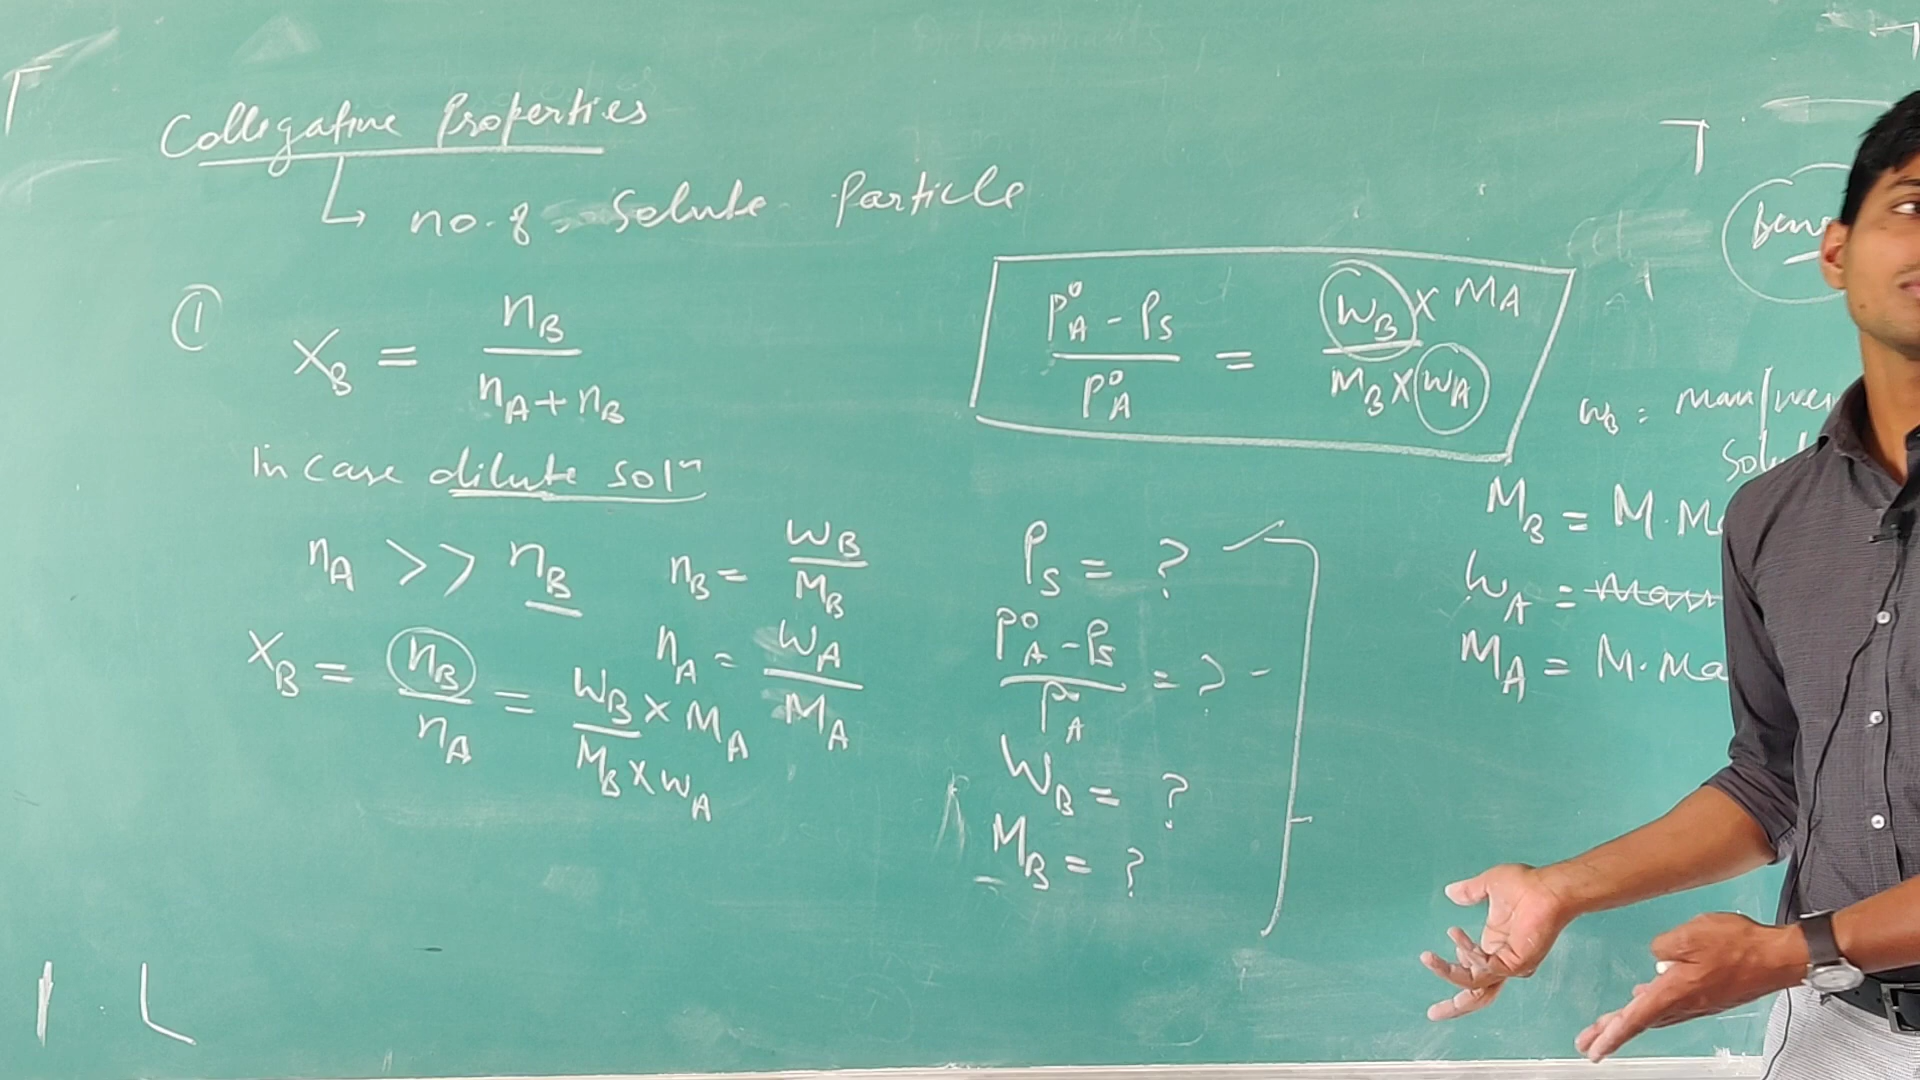 Colligative Properties
↳ no. of solute Particle
① X_B = n_B / (n_A + n_B)
In case dilute solⁿ
n_A >> n_B
n_B = W_B / M_B
n_A = W_A / M_A
X_B = n_B / n_A = (W_B × M_A) / (M_B × W_A)
(P°_A - P_S) / P°_A = (W_B × M_A) / (M_B × W_A)
P_S = ?
(P°_A - P_S) / P°_A = ? -
W_B = ?
M_B = ?
W_B =
M_B = M.
W_A =
M_A = M.